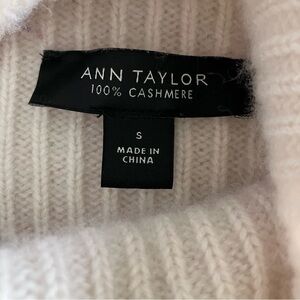 ANN TAYLOR
100% CASHMERE
S
MADE IN
CHINA